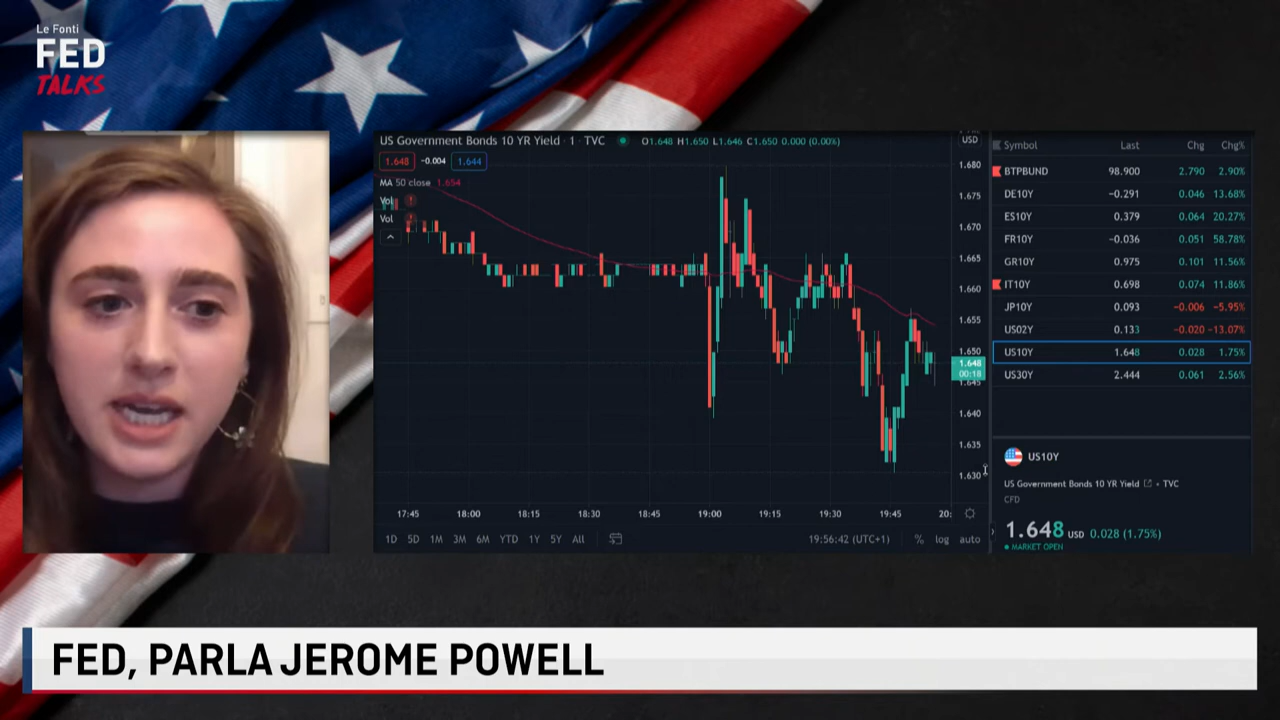 Le Fonti
FED
TALKS
US Government Bonds 10 YR Yield · 1 · TVC O1.648 H1.650 L1.646 C1.650 0.000 (0.00%)
1.648 −0.004 1.644
MA 50 close 1.654
Vol
Vol
USD
1.680
1.675
1.670
1.665
1.660
1.655
1.650
1.648
00:18
1.645
1.640
1.635
1.630
17:45 18:00 18:15 18:30 18:45 19:00 19:15 19:30 19:45 20:
1D 5D 1M 3M 6M YTD 1Y 5Y All 19:56:42 (UTC+1) % log auto
Symbol Last Chg Chg%
BTPBUND 98.900 2.790 2.90%
DE10Y −0.291 0.046 13.68%
ES10Y 0.379 0.064 20.27%
FR10Y −0.036 0.051 58.78%
GR10Y 0.975 0.101 11.56%
IT10Y 0.698 0.074 11.86%
JP10Y 0.093 −0.006 −5.95%
US02Y 0.133 −0.020 −13.07%
US10Y 1.648 0.028 1.75%
US30Y 2.444 0.061 2.56%
US10Y
US Government Bonds 10 YR Yield • TVC
CFD
1.648 USD 0.028 (1.75%)
MARKET OPEN
FED, PARLA JEROME POWELL